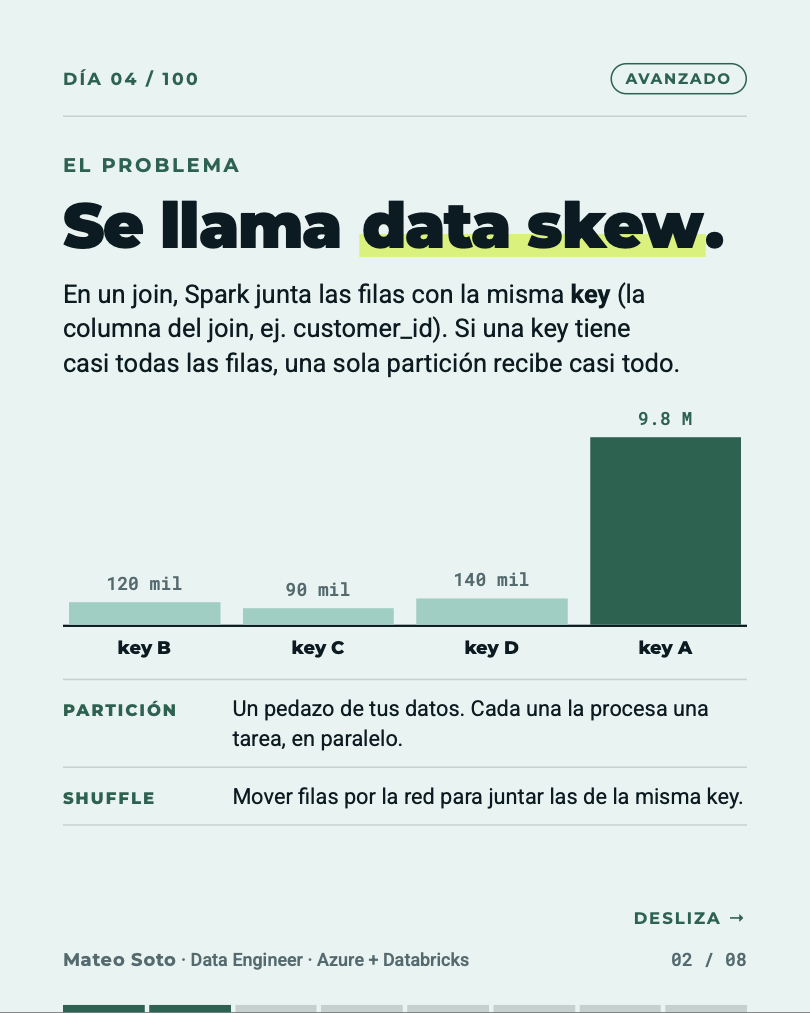 DÍA 04 / 100
AVANZADO
EL PROBLEMA
Se llama data skew.
En un join, Spark junta las filas con la misma key (la
columna del join, ej. customer_id). Si una key tiene
casi todas las filas, una sola partición recibe casi todo.
9.8 M
120 mil
90 mil
140 mil
key B
key C
key D
key A
PARTICIÓN
Un pedazo de tus datos. Cada una la procesa una
tarea, en paralelo.
SHUFFLE
Mover filas por la red para juntar las de la misma key.
DESLIZA →
Mateo Soto · Data Engineer · Azure + Databricks
02 / 08